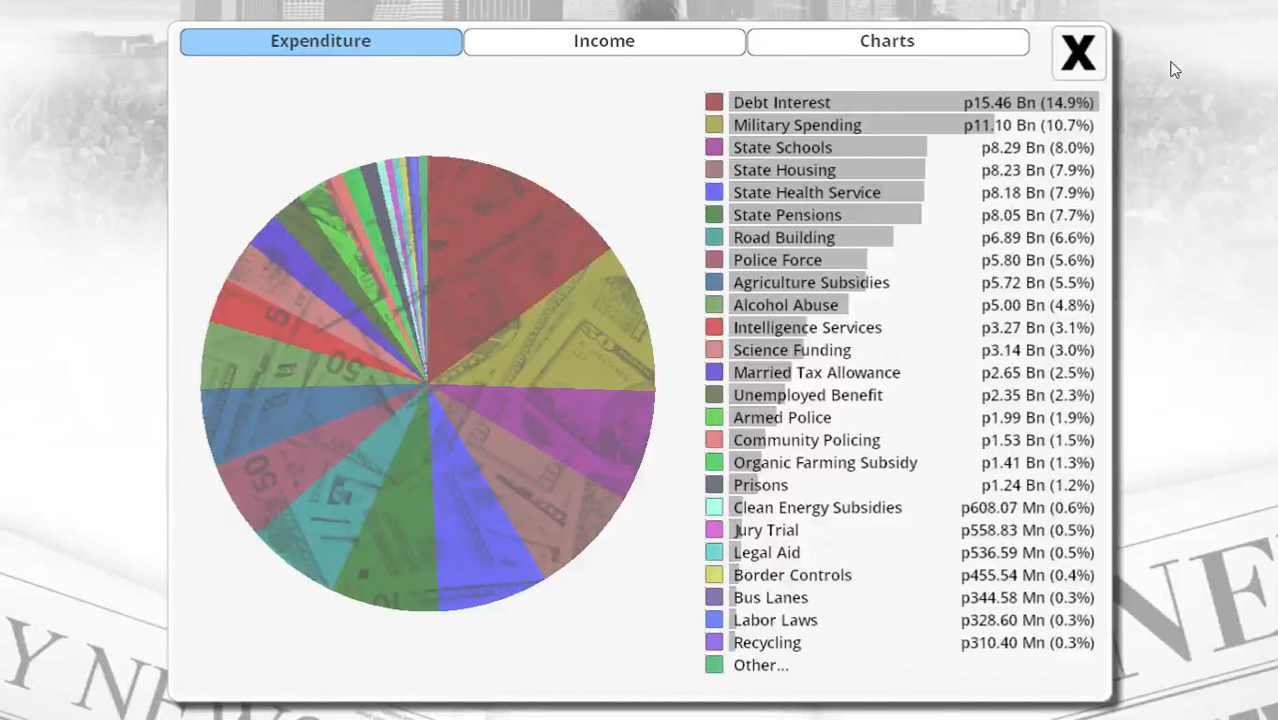 Expenditure
Income
Charts
X
Debt Interest p15.46 Bn (14.9%)
Military Spending p11.10 Bn (10.7%)
State Schools p8.29 Bn (8.0%)
State Housing p8.23 Bn (7.9%)
State Health Service p8.18 Bn (7.9%)
State Pensions p8.05 Bn (7.7%)
Road Building p6.89 Bn (6.6%)
Police Force p5.80 Bn (5.6%)
Agriculture Subsidies p5.72 Bn (5.5%)
Alcohol Abuse p5.00 Bn (4.8%)
Intelligence Services p3.27 Bn (3.1%)
Science Funding p3.14 Bn (3.0%)
Married Tax Allowance p2.65 Bn (2.5%)
Unemployed Benefit p2.35 Bn (2.3%)
Armed Police p1.99 Bn (1.9%)
Community Policing p1.53 Bn (1.5%)
Organic Farming Subsidy p1.41 Bn (1.3%)
Prisons p1.24 Bn (1.2%)
Clean Energy Subsidies p608.07 Mn (0.6%)
Jury Trial p558.83 Mn (0.5%)
Legal Aid p536.59 Mn (0.5%)
Border Controls p455.54 Mn (0.4%)
Bus Lanes p344.58 Mn (0.3%)
Labor Laws p328.60 Mn (0.3%)
Recycling p310.40 Mn (0.3%)
Other...